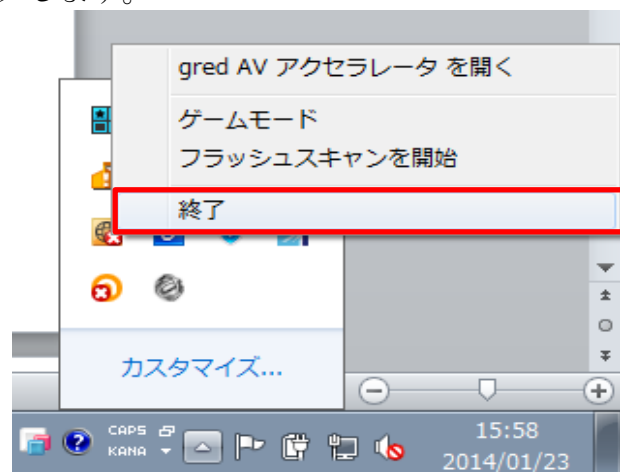 gred AV アクセラレータ を開く
ゲームモード
フラッシュスキャンを開始
終了
カスタマイズ...
CAPS
KANA
15:58
2014/01/23